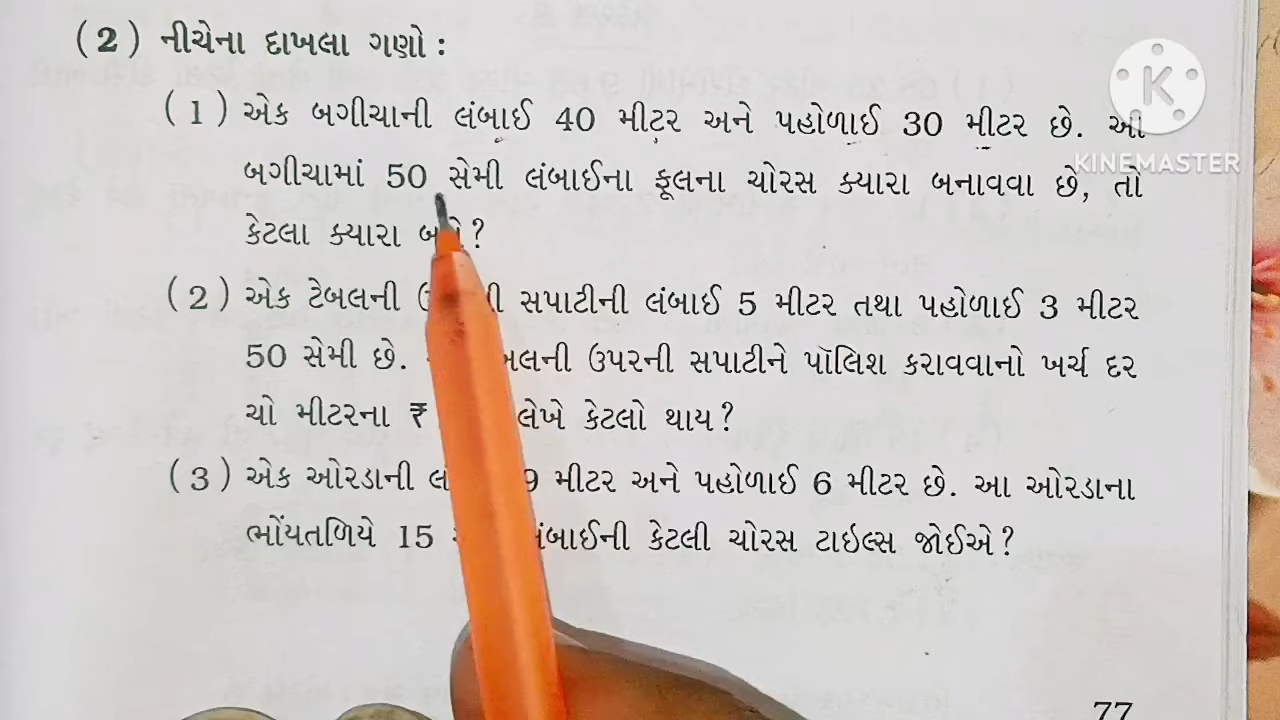 (2) નીચેના દાખલા ગણો :
(1) એક બગીચાની લંબાઈ 40 મીટર અને પહોળાઈ 30 મીટર છે. આ
બગીચામાં 50 સેમી લંબાઈના ફૂલના ચોરસ ક્યારા બનાવવા છે, તો
કેટલા ક્યારા ?
(2) એક ટેબલની સપાટીની લંબાઈ 5 મીટર તથા પહોળાઈ 3 મીટર
50 સેમી છે. ઉપરની સપાટીને પૉલિશ કરાવવાનો ખર્ચ દર
ચો મીટરના ₹ લેખે કેટલો થાય?
(3) એક ઓરડાની 9 મીટર અને પહોળાઈ 6 મીટર છે. આ ઓરડાના
ભોંયતળિયે 15 લંબાઈની કેટલી ચોરસ ટાઇલ્સ જોઈએ?
77
K
KINEMASTER